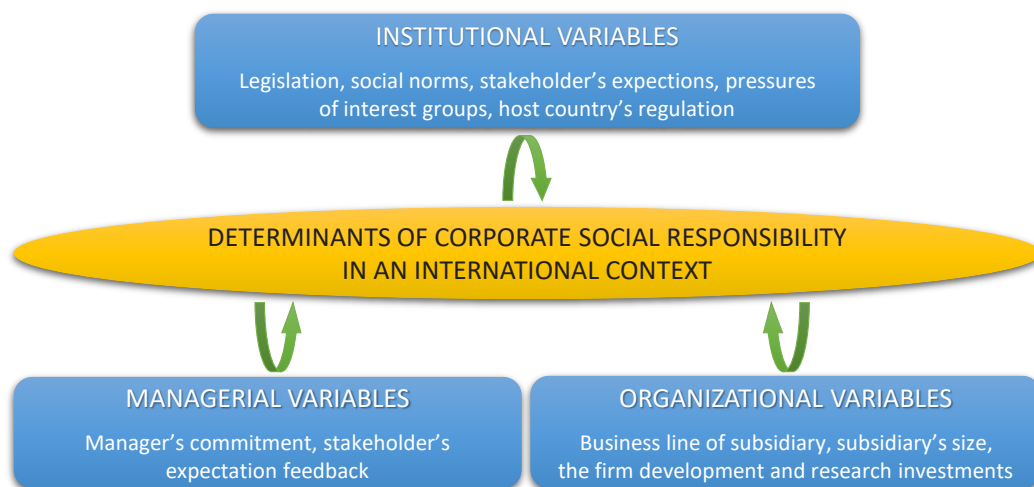 INSTITUTIONAL VARIABLES
Legislation, social norms, stakeholder’s expections, pressures
of interest groups, host country’s regulation
DETERMINANTS OF CORPORATE SOCIAL RESPONSIBILITY
IN AN INTERNATIONAL CONTEXT
MANAGERIAL VARIABLES
Manager’s commitment, stakeholder’s
expectation feedback
ORGANIZATIONAL VARIABLES
Business line of subsidiary, subsidiary’s size,
the firm development and research investments